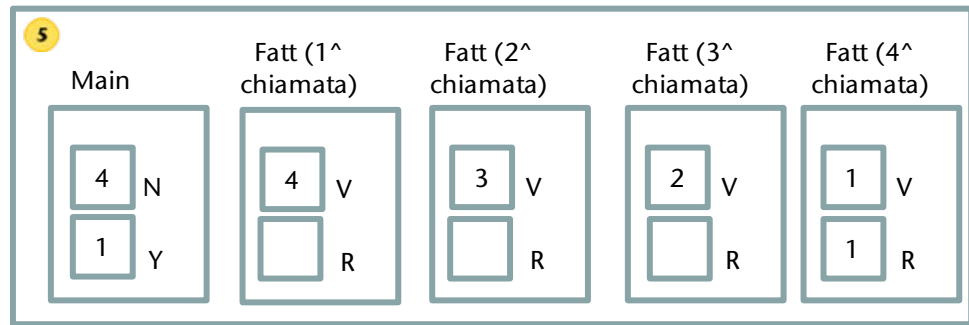 5
Main
Fatt (1^
chiamata)
Fatt (2^
chiamata)
Fatt (3^
chiamata)
Fatt (4^
chiamata)
4 N
1 Y
4 V
R
3 V
R
2 V
R
1 V
1 R